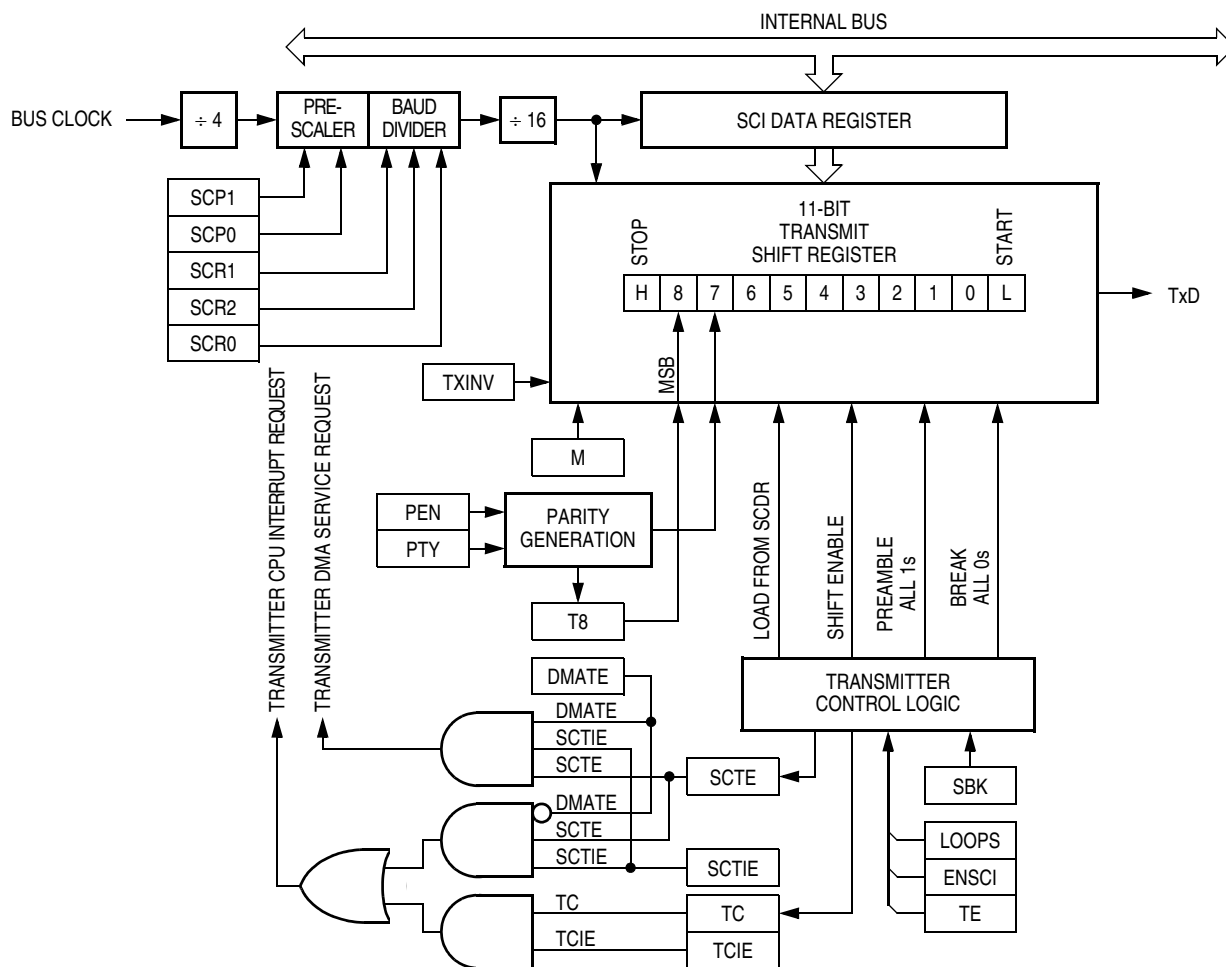 INTERNAL BUS
BUS CLOCK
÷ 4
PRE-
SCALER
BAUD
DIVIDER
÷ 16
SCI DATA REGISTER
SCP1
SCP0
SCR1
SCR2
SCR0
11-BIT
TRANSMIT
SHIFT REGISTER
STOP
START
H 8 7 6 5 4 3 2 1 0 L
TxD
TXINV
MSB
M
PEN
PTY
PARITY
GENERATION
T8
LOAD FROM SCDR
SHIFT ENABLE
PREAMBLE
ALL 1s
BREAK
ALL 0s
TRANSMITTER CPU INTERRUPT REQUEST
TRANSMITTER DMA SERVICE REQUEST
DMATE
TRANSMITTER
CONTROL LOGIC
DMATE
SCTIE
SCTE
SCTE
SBK
DMATE
SCTE
SCTIE
SCTIE
LOOPS
ENSCI
TE
TC
TCIE
TC
TCIE